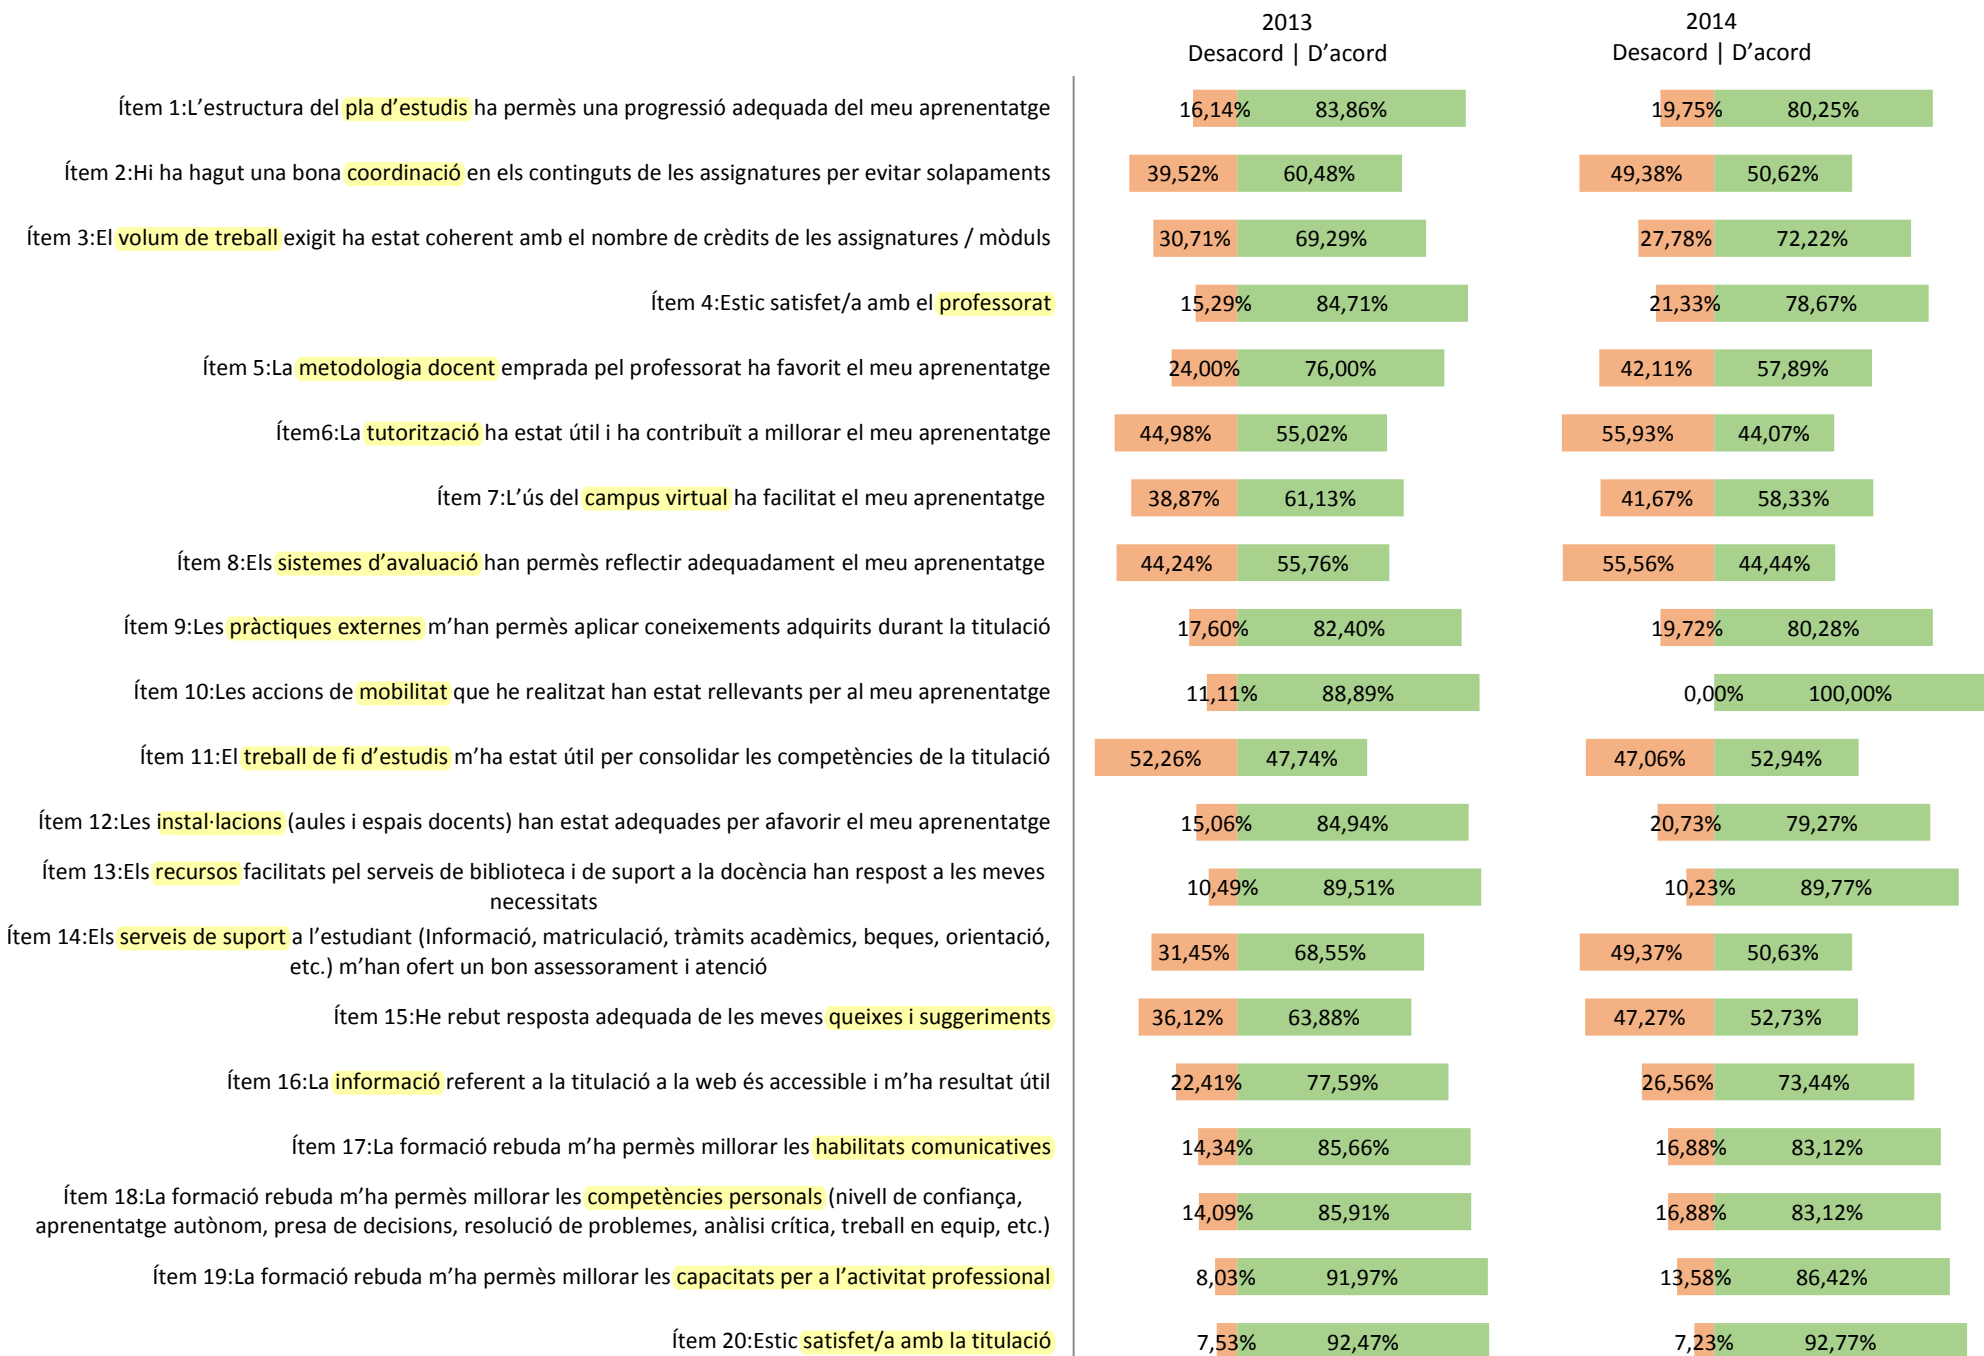 2013 2014
Desacord | D’acord Desacord | D’acord
Ítem 1:L’estructura del pla d’estudis ha permès una progressió adequada del meu aprenentatge 16,14% 83,86% 19,75% 80,25%
Ítem 2:Hi ha hagut una bona coordinació en els continguts de les assignatures per evitar solapaments 39,52% 60,48% 49,38% 50,62%
Ítem 3:El volum de treball exigit ha estat coherent amb el nombre de crèdits de les assignatures / mòduls 30,71% 69,29% 27,78% 72,22%
Ítem 4:Estic satisfet/a amb el professorat 15,29% 84,71% 21,33% 78,67%
Ítem 5:La metodologia docent emprada pel professorat ha favorit el meu aprenentatge 24,00% 76,00% 42,11% 57,89%
Ítem6:La tutorització ha estat útil i ha contribuït a millorar el meu aprenentatge 44,98% 55,02% 55,93% 44,07%
Ítem 7:L’ús del campus virtual ha facilitat el meu aprenentatge 38,87% 61,13% 41,67% 58,33%
Ítem 8:Els sistemes d’avaluació han permès reflectir adequadament el meu aprenentatge 44,24% 55,76% 55,56% 44,44%
Ítem 9:Les pràctiques externes m’han permès aplicar coneixements adquirits durant la titulació 17,60% 82,40% 19,72% 80,28%
Ítem 10:Les accions de mobilitat que he realitzat han estat rellevants per al meu aprenentatge 11,11% 88,89% 0,00% 100,00%
Ítem 11:El treball de fi d’estudis m’ha estat útil per consolidar les competències de la titulació 52,26% 47,74% 47,06% 52,94%
Ítem 12:Les instal·lacions (aules i espais docents) han estat adequades per afavorir el meu aprenentatge 15,06% 84,94% 20,73% 79,27%
Ítem 13:Els recursos facilitats pel serveis de biblioteca i de suport a la docència han respost a les meves
necessitats 10,49% 89,51% 10,23% 89,77%
Ítem 14:Els serveis de suport a l’estudiant (Informació, matriculació, tràmits acadèmics, beques, orientació,
etc.) m’han ofert un bon assessorament i atenció 31,45% 68,55% 49,37% 50,63%
Ítem 15:He rebut resposta adequada de les meves queixes i suggeriments 36,12% 63,88% 47,27% 52,73%
Ítem 16:La informació referent a la titulació a la web és accessible i m’ha resultat útil 22,41% 77,59% 26,56% 73,44%
Ítem 17:La formació rebuda m’ha permès millorar les habilitats comunicatives 14,34% 85,66% 16,88% 83,12%
Ítem 18:La formació rebuda m’ha permès millorar les competències personals (nivell de confiança,
aprenentatge autònom, presa de decisions, resolució de problemes, anàlisi crítica, treball en equip, etc.) 14,09% 85,91% 16,88% 83,12%
Ítem 19:La formació rebuda m’ha permès millorar les capacitats per a l’activitat professional 8,03% 91,97% 13,58% 86,42%
Ítem 20:Estic satisfet/a amb la titulació 7,53% 92,47% 7,23% 92,77%